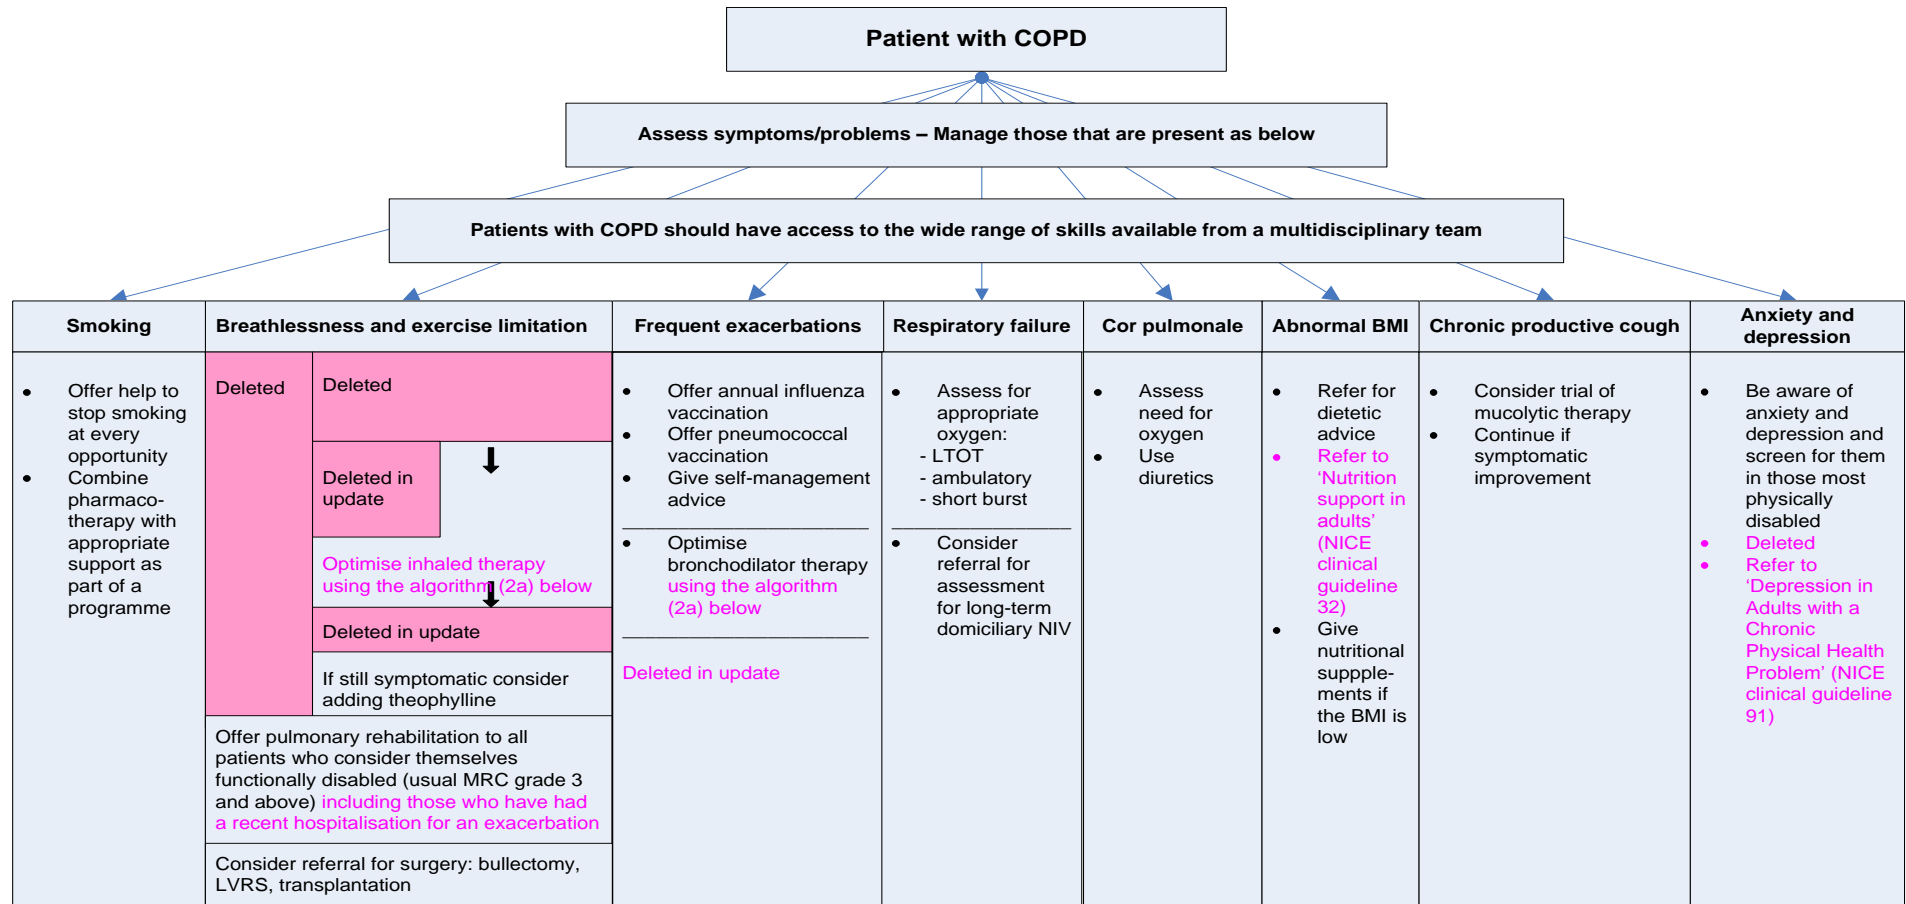 Patient with COPD
Assess symptoms/problems – Manage those that are present as below
Patients with COPD should have access to the wide range of skills available from a multidisciplinary team
Smoking
• Offer help to
stop smoking
at every
opportunity
• Combine
pharmaco-
therapy with
appropriate
support as
part of a
programme
Breathlessness and exercise limitation
Deleted
Deleted
Deleted in
update
Optimise inhaled therapy
using the algorithm (2a) below
Deleted in update
If still symptomatic consider
adding theophylline
Offer pulmonary rehabilitation to all
patients who consider themselves
functionally disabled (usual MRC grade 3
and above) including those who have had
a recent hospitalisation for an exacerbation
Consider referral for surgery: bullectomy,
LVRS, transplantation
Frequent exacerbations
• Offer annual influenza
vaccination
• Offer pneumococcal
vaccination
• Give self-management
advice
• Optimise
bronchodilator therapy
using the algorithm
(2a) below
Deleted in update
Respiratory failure
• Assess for
appropriate
oxygen:
- LTOT
- ambulatory
- short burst
• Consider
referral for
assessment
for long-term
domiciliary NIV
Cor pulmonale
• Assess
need for
oxygen
• Use
diuretics
Abnormal BMI
• Refer for
dietetic
advice
• Refer to
‘Nutrition
support in
adults’
(NICE
clinical
guideline
32)
• Give
nutritional
suppple-
ments if
the BMI is
low
Chronic productive cough
• Consider trial of
mucolytic therapy
• Continue if
symptomatic
improvement
Anxiety and
depression
• Be aware of
anxiety and
depression and
screen for them
in those most
physically
disabled
• Deleted
• Refer to
‘Depression in
Adults with a
Chronic
Physical Health
Problem’ (NICE
clinical guideline
91)